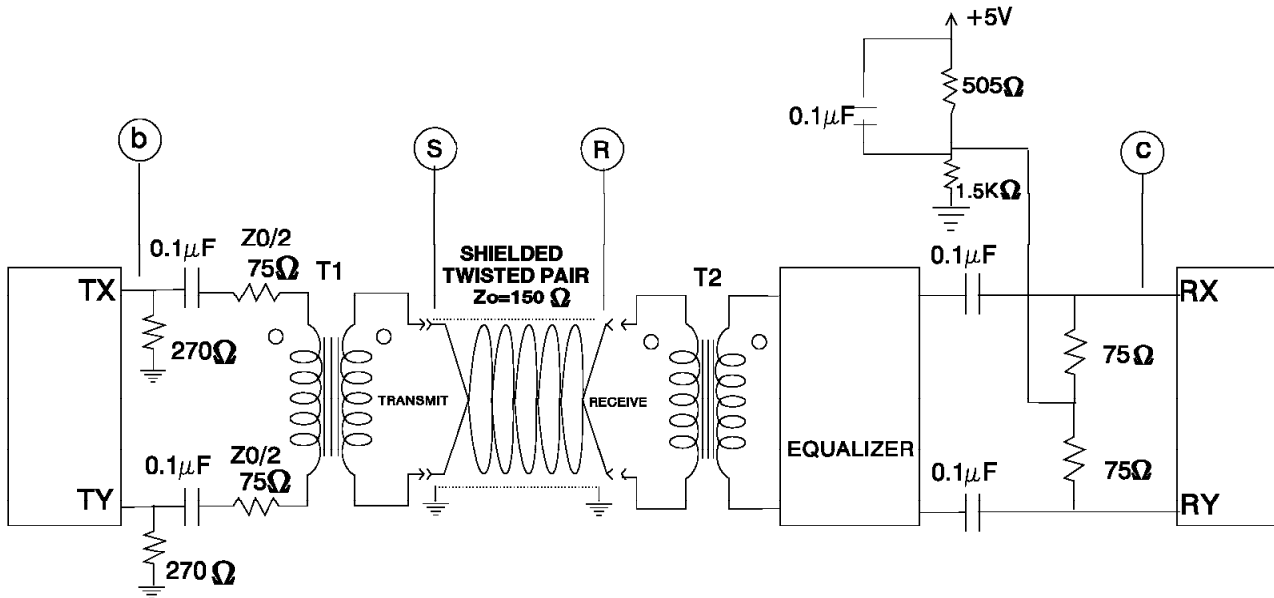 +5V
505Ω
0.1μF
1.5KΩ
b
S
R
C
0.1μF
Z0/2
75Ω
T1
SHIELDED
TWISTED PAIR
Zo=150 Ω
T2
0.1μF
TX
RX
270Ω
75Ω
TRANSMIT
RECEIVE
EQUALIZER
0.1μF
Z0/2
75Ω
0.1μF
75Ω
TY
RY
270Ω